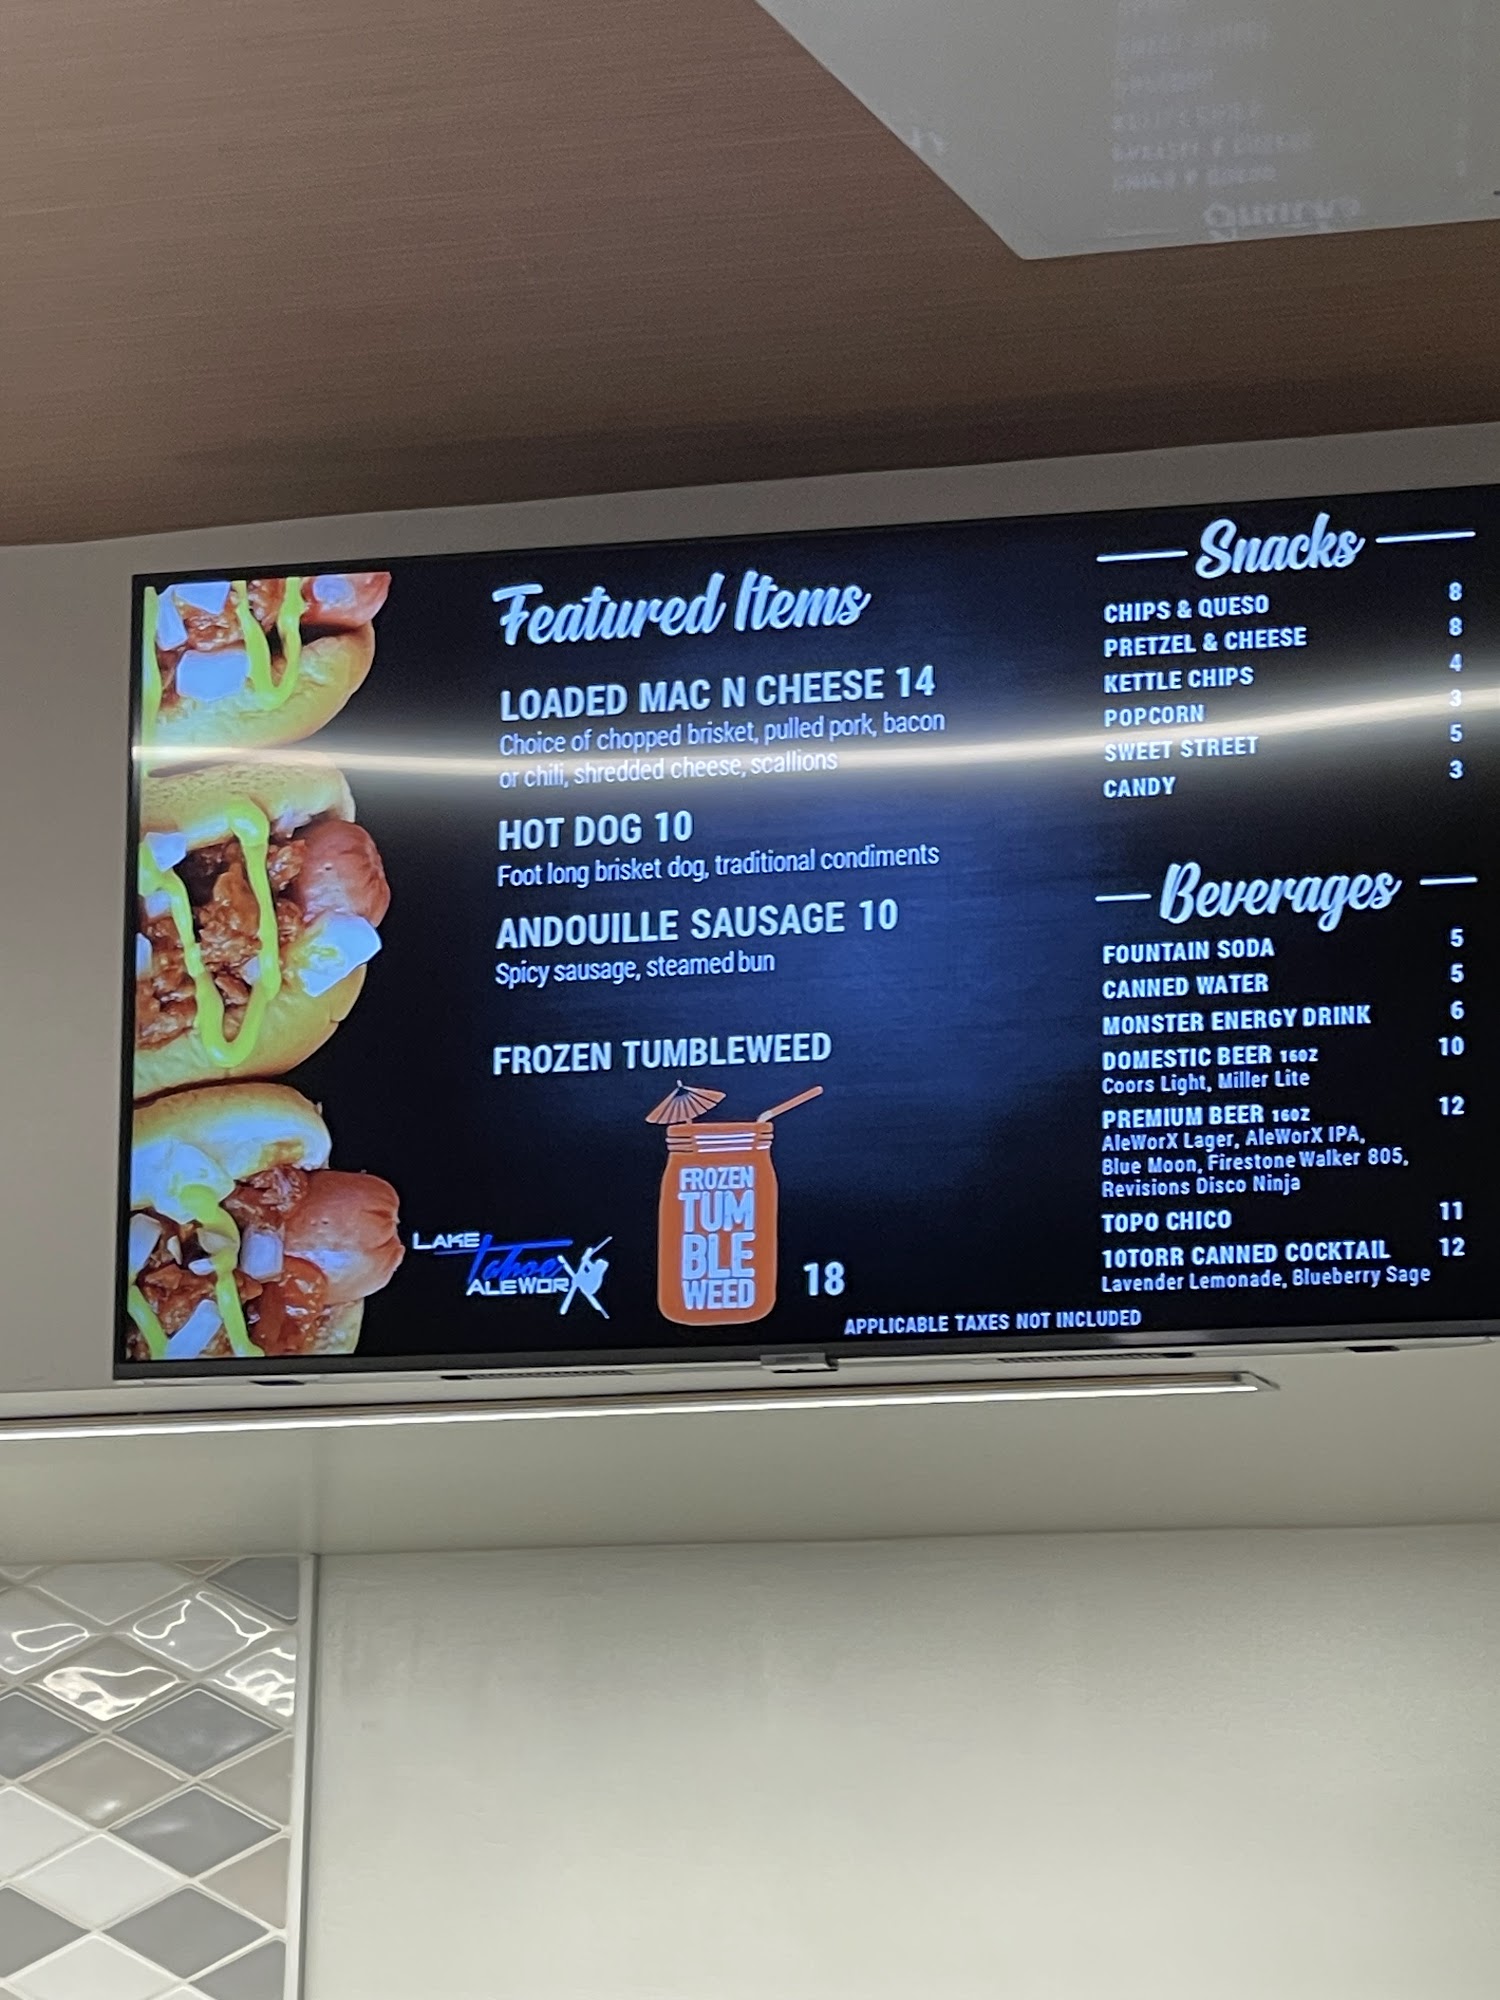 Featured Items
LOADED MAC N CHEESE 14
Choice of chopped brisket, pulled pork, bacon
or chili, shredded cheese, scallions
HOT DOG 10
Foot long brisket dog, traditional condiments
ANDOUILLE SAUSAGE 10
Spicy sausage, steamed bun
FROZEN TUMBLEWEED
FROZEN
TUM
BLE
WEED
18
LAKE
Tahoe
ALEWORX
Snacks
CHIPS & QUESO 8
PRETZEL & CHEESE 8
KETTLE CHIPS 4
POPCORN 3
SWEET STREET 5
CANDY 3
Beverages
FOUNTAIN SODA 5
CANNED WATER 5
MONSTER ENERGY DRINK 6
DOMESTIC BEER 16OZ 10
Coors Light, Miller Lite
PREMIUM BEER 16OZ 12
AleWorX Lager, AleWorX IPA,
Blue Moon, Firestone Walker 805,
Revisions Disco Ninja
TOPO CHICO 11
10TORR CANNED COCKTAIL 12
Lavender Lemonade, Blueberry Sage
APPLICABLE TAXES NOT INCLUDED